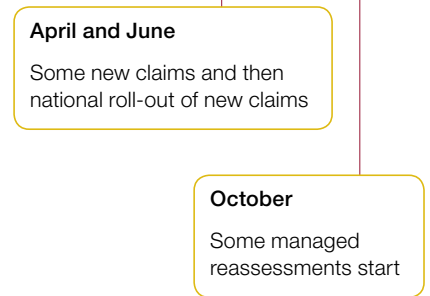 April and June
Some new claims and then
national roll-out of new claims
October
Some managed
reassessments start